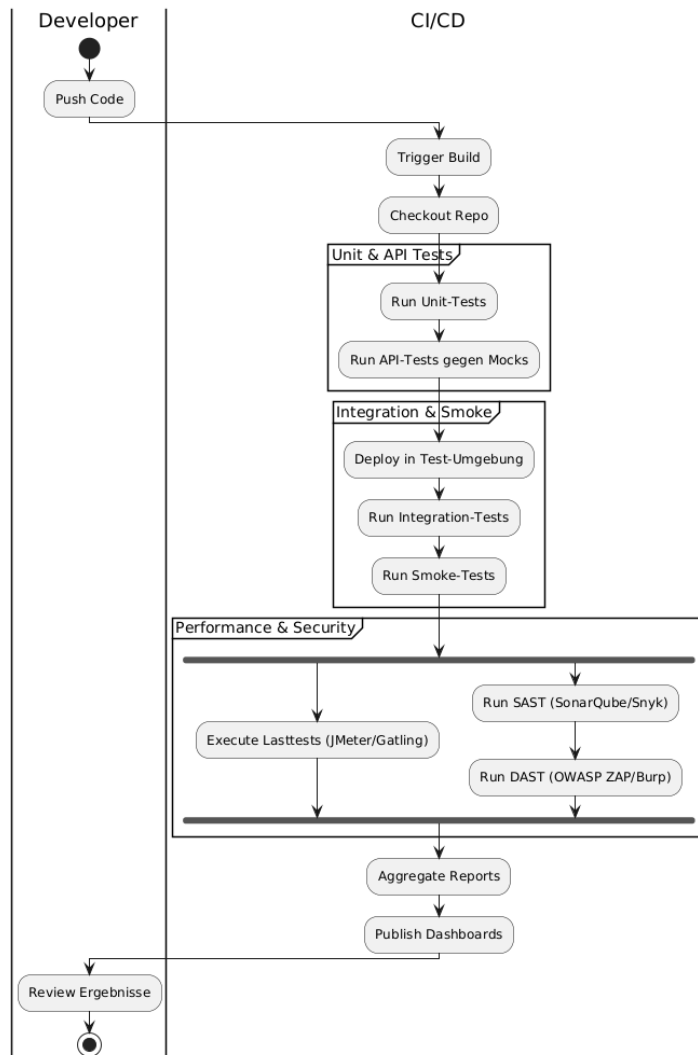 Developer
CI/CD
Push Code
Trigger Build
Checkout Repo
Unit & API Tests
Run Unit-Tests
Run API-Tests gegen Mocks
Integration & Smoke
Deploy in Test-Umgebung
Run Integration-Tests
Run Smoke-Tests
Performance & Security
Run SAST (SonarQube/Snyk)
Execute Lasttests (JMeter/Gatling)
Run DAST (OWASP ZAP/Burp)
Aggregate Reports
Publish Dashboards
Review Ergebnisse